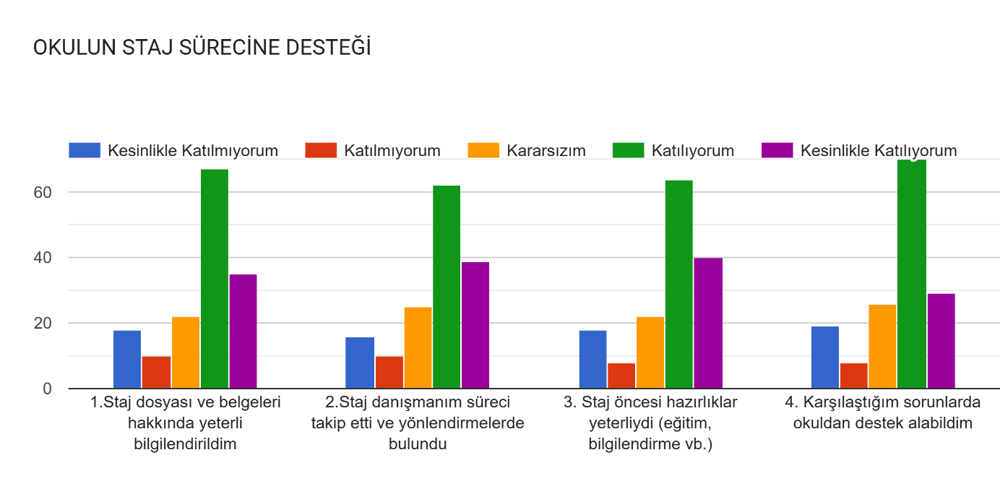 OKULUN STAJ SÜRECİNE DESTEĞİ
Kesinlikle Katılmıyorum Katılmıyorum Kararsızım Katılıyorum Kesinlikle Katılıyorum
60
40
20
0
1.Staj dosyası ve belgeleri
hakkında yeterli
bilgilendirildim
2.Staj danışmanım süreci
takip etti ve yönlendirmelerde
bulundu
3. Staj öncesi hazırlıklar
yeterliydi (eğitim,
bilgilendirme vb.)
4. Karşılaştığım sorunlarda
okuldan destek alabildim